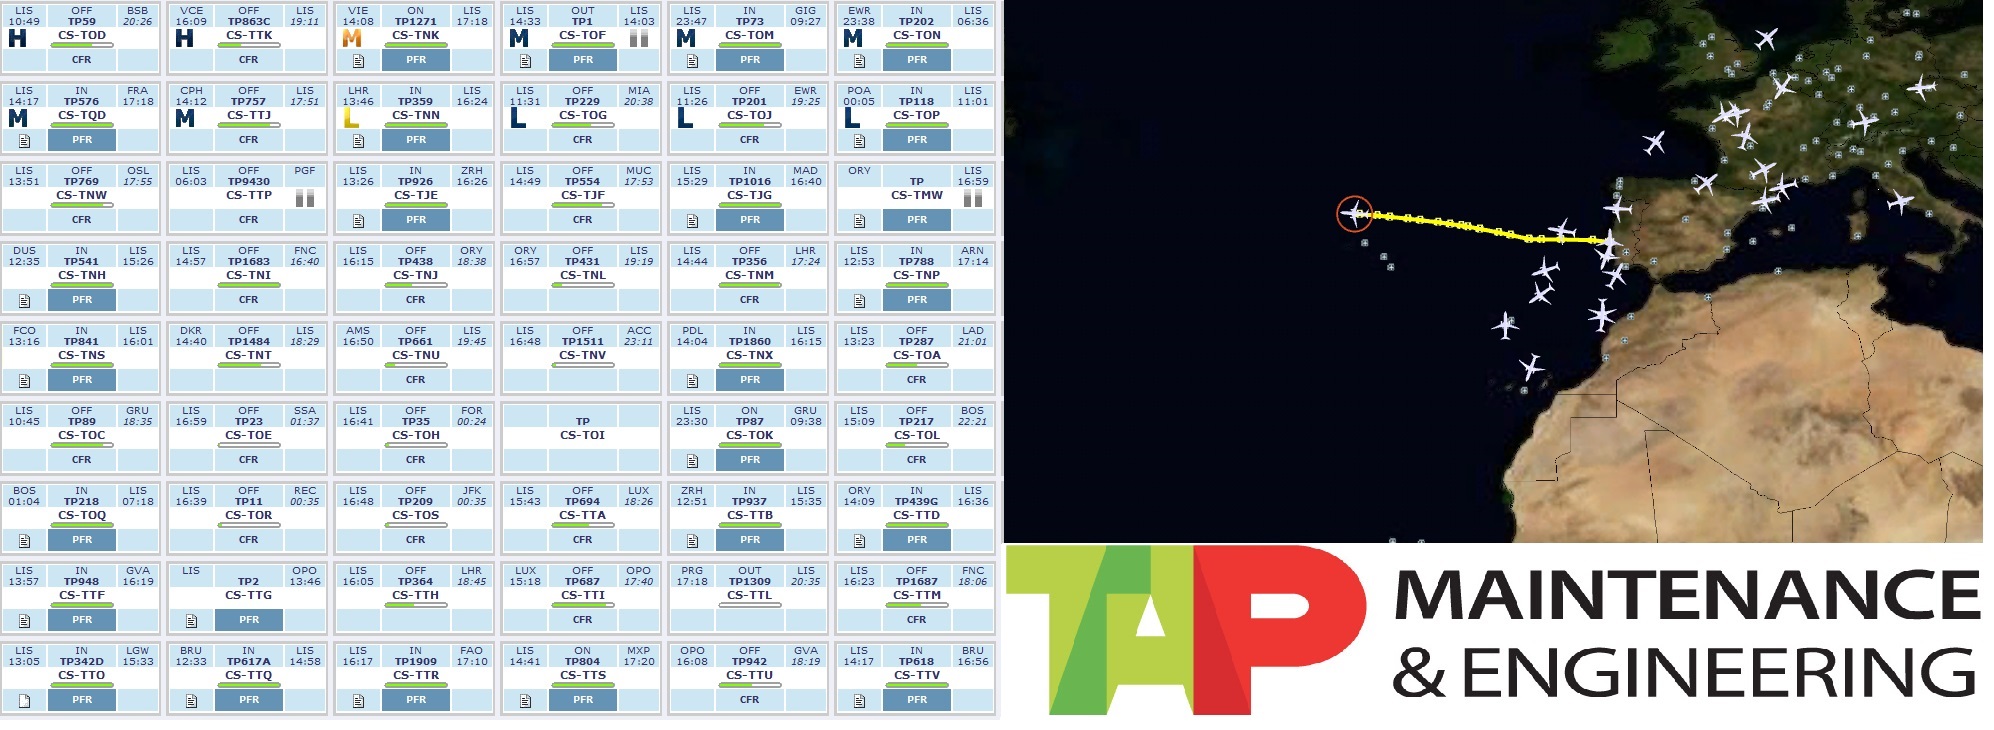 LIS OFF BSB
10:49 TP59 20:26
CS-TOD
H
CFR
VCE OFF LIS
16:09 TP863C 19:11
CS-TTK
H
CFR
VIE ON LIS
14:08 TP1271 17:18
CS-TNK
M
PFR
LIS OUT LIS
14:33 TP1 14:03
CS-TOF
M
PFR
LIS IN GIG
23:47 TP73 09:27
CS-TOM
M
PFR
EWR IN LIS
23:38 TP202 06:36
CS-TON
M
PFR
LIS IN FRA
14:17 TP576 17:18
CS-TQD
M
PFR
CPH OFF LIS
14:12 TP757 17:51
CS-TTJ
M
CFR
LHR IN LIS
13:46 TP359 16:24
CS-TNN
L
PFR
LIS OFF MIA
11:31 TP229 20:38
CS-TOG
L
CFR
LIS OFF EWR
11:26 TP201 19:25
CS-TOJ
L
CFR
POA IN LIS
00:05 TP118 11:01
CS-TOP
L
PFR
LIS OFF OSL
13:51 TP769 17:55
CS-TNW
CFR
LIS OFF PGF
06:03 TP9430
CS-TTP
CFR
LIS IN ZRH
13:26 TP926 16:26
CS-TJE
PFR
LIS OFF MUC
14:49 TP554 17:53
CS-TJF
CFR
LIS IN MAD
15:29 TP1016 16:40
CS-TJG
PFR
ORY LIS
TP 16:59
CS-TMW
PFR
DUS IN LIS
12:35 TP541 15:26
CS-TNH
PFR
LIS OFF FNC
14:57 TP1683 16:40
CS-TNI
CFR
LIS OFF ORY
16:15 TP438 18:38
CS-TNJ
CFR
ORY OFF LIS
16:57 TP431 19:19
CS-TNL
LIS OFF LHR
14:44 TP356 17:24
CS-TNM
CFR
LIS IN ARN
12:53 TP788 17:14
CS-TNP
PFR
FCO IN LIS
13:16 TP841 16:01
CS-TNS
PFR
DKR OFF LIS
14:40 TP1484 18:29
CS-TNT
AMS OFF LIS
16:50 TP661 19:45
CS-TNU
CFR
LIS OFF ACC
16:48 TP1511 23:11
CS-TNV
PDL IN LIS
14:04 TP1860 16:15
CS-TNX
PFR
LIS OFF LAD
13:23 TP287 21:01
CS-TOA
CFR
LIS OFF GRU
10:45 TP89 18:35
CS-TOC
CFR
LIS OFF SSA
16:59 TP23 01:37
CS-TOE
CFR
LIS OFF FOR
16:41 TP35 00:24
CS-TOH
CFR
TP
CS-TOI
LIS ON GRU
23:30 TP87 09:38
CS-TOK
PFR
LIS OFF BOS
15:09 TP217 22:21
CS-TOL
CFR
BOS IN LIS
01:04 TP218 07:18
CS-TOQ
PFR
LIS OFF REC
16:39 TP11 00:35
CS-TOR
CFR
LIS OFF JFK
16:48 TP209 00:35
CS-TOS
CFR
LIS OFF LUX
15:43 TP694 18:26
CS-TTA
CFR
ZRH IN LIS
12:51 TP937 15:35
CS-TTB
PFR
ORY IN LIS
14:09 TP439G 16:36
CS-TTD
PFR
LIS IN GVA
13:57 TP948 16:19
CS-TTF
PFR
LIS OPO
TP2 13:46
CS-TTG
PFR
LIS OFF LHR
16:05 TP364 18:45
CS-TTH
LUX OFF OPO
15:18 TP687 17:40
CS-TTI
CFR
PRG OUT LIS
17:18 TP1309 20:35
CS-TTL
LIS OFF FNC
16:23 TP1687 18:06
CS-TTM
CFR
LIS IN LGW
13:05 TP342D 15:33
CS-TTO
PFR
BRU IN LIS
12:33 TP617A 14:58
CS-TTQ
PFR
LIS IN FAO
16:17 TP1909 17:10
CS-TTR
PFR
LIS ON MXP
14:41 TP804 17:20
CS-TTS
PFR
OPO OFF GVA
16:08 TP942 18:19
CS-TTU
CFR
LIS IN BRU
14:17 TP618 16:56
CS-TTV
PFR
TAP
MAINTENANCE
& ENGINEERING